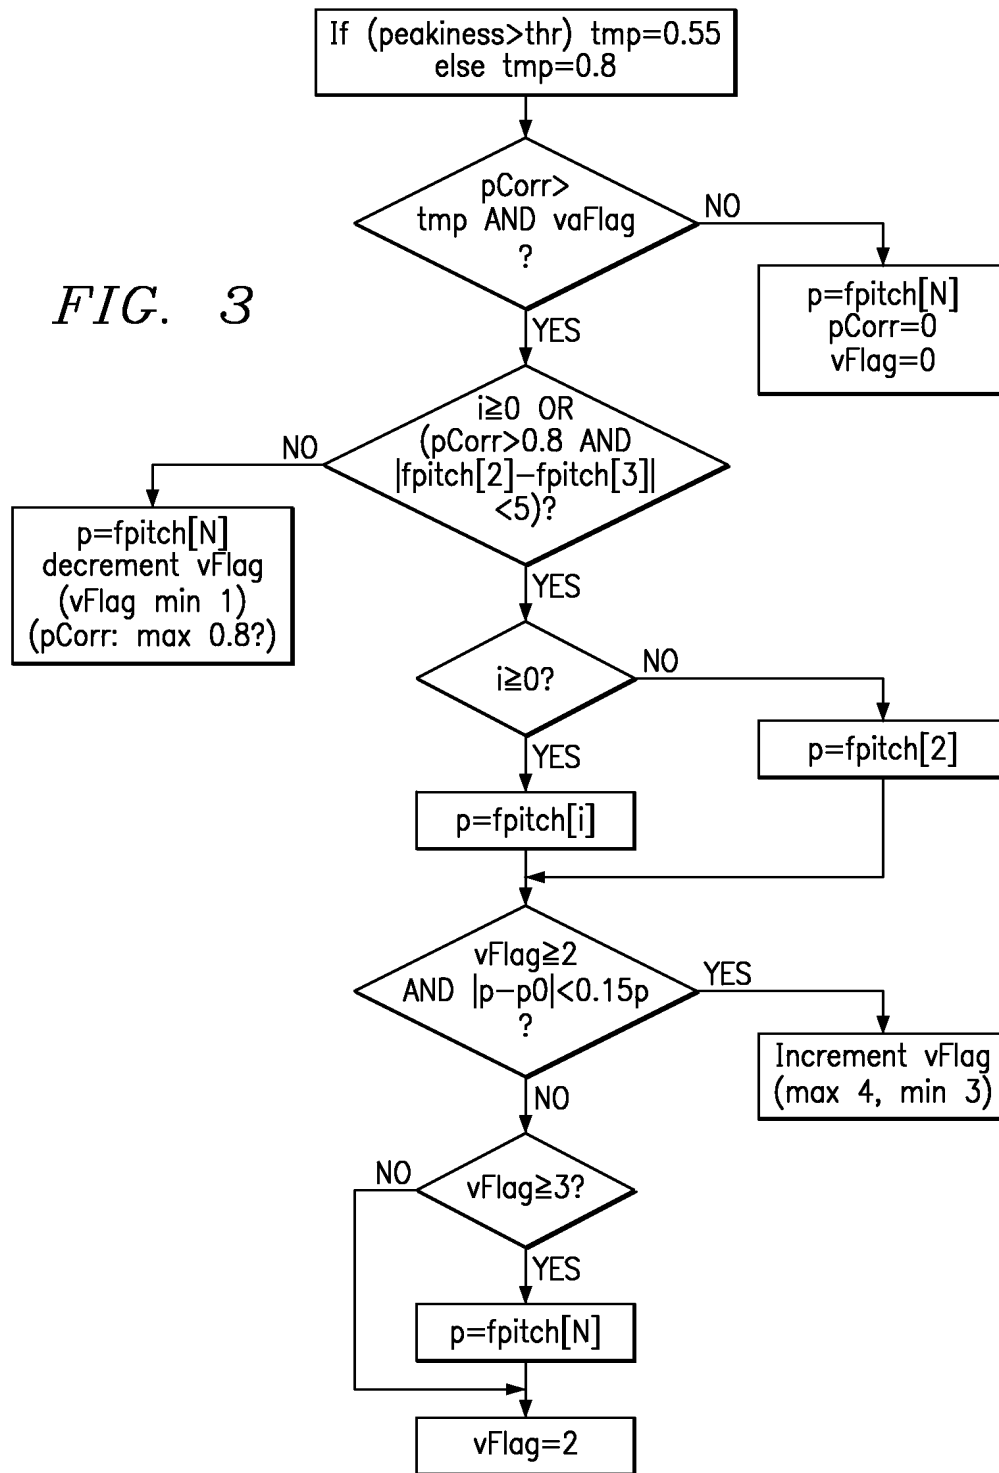 If (peakiness>thr) tmp=0.55
else tmp=0.8
pCorr>
tmp AND vaFlag
?
NO
p=fpitch[N]
pCorr=0
vFlag=0
FIG. 3
YES
i≧0 OR
(pCorr>0.8 AND
|fpitch[2]−fpitch[3]|
<5)?
NO
p=fpitch[N]
decrement vFlag
(vFlag min 1)
(pCorr: max 0.8?)
YES
i≧0?
NO
p=fpitch[2]
YES
p=fpitch[i]
vFlag≧2
AND |p−p0|<0.15p
?
YES
Increment vFlag
(max 4, min 3)
NO
vFlag≧3?
NO
YES
p=fpitch[N]
vFlag=2